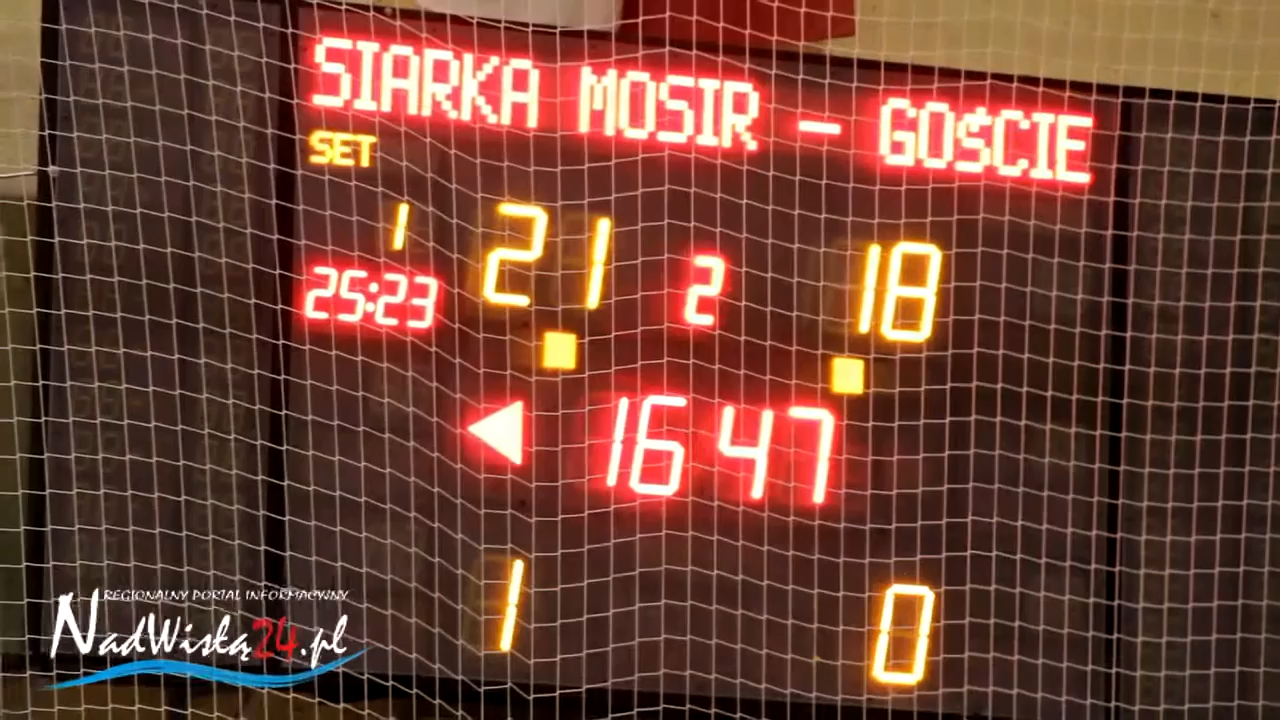 SIARKA MOSIR - GOŚCIE
SET
1
21
2
18
25:23
16 47
1
0
REGIONALNY PORTAL INFORMACYJNY
NadWisłą24.pl